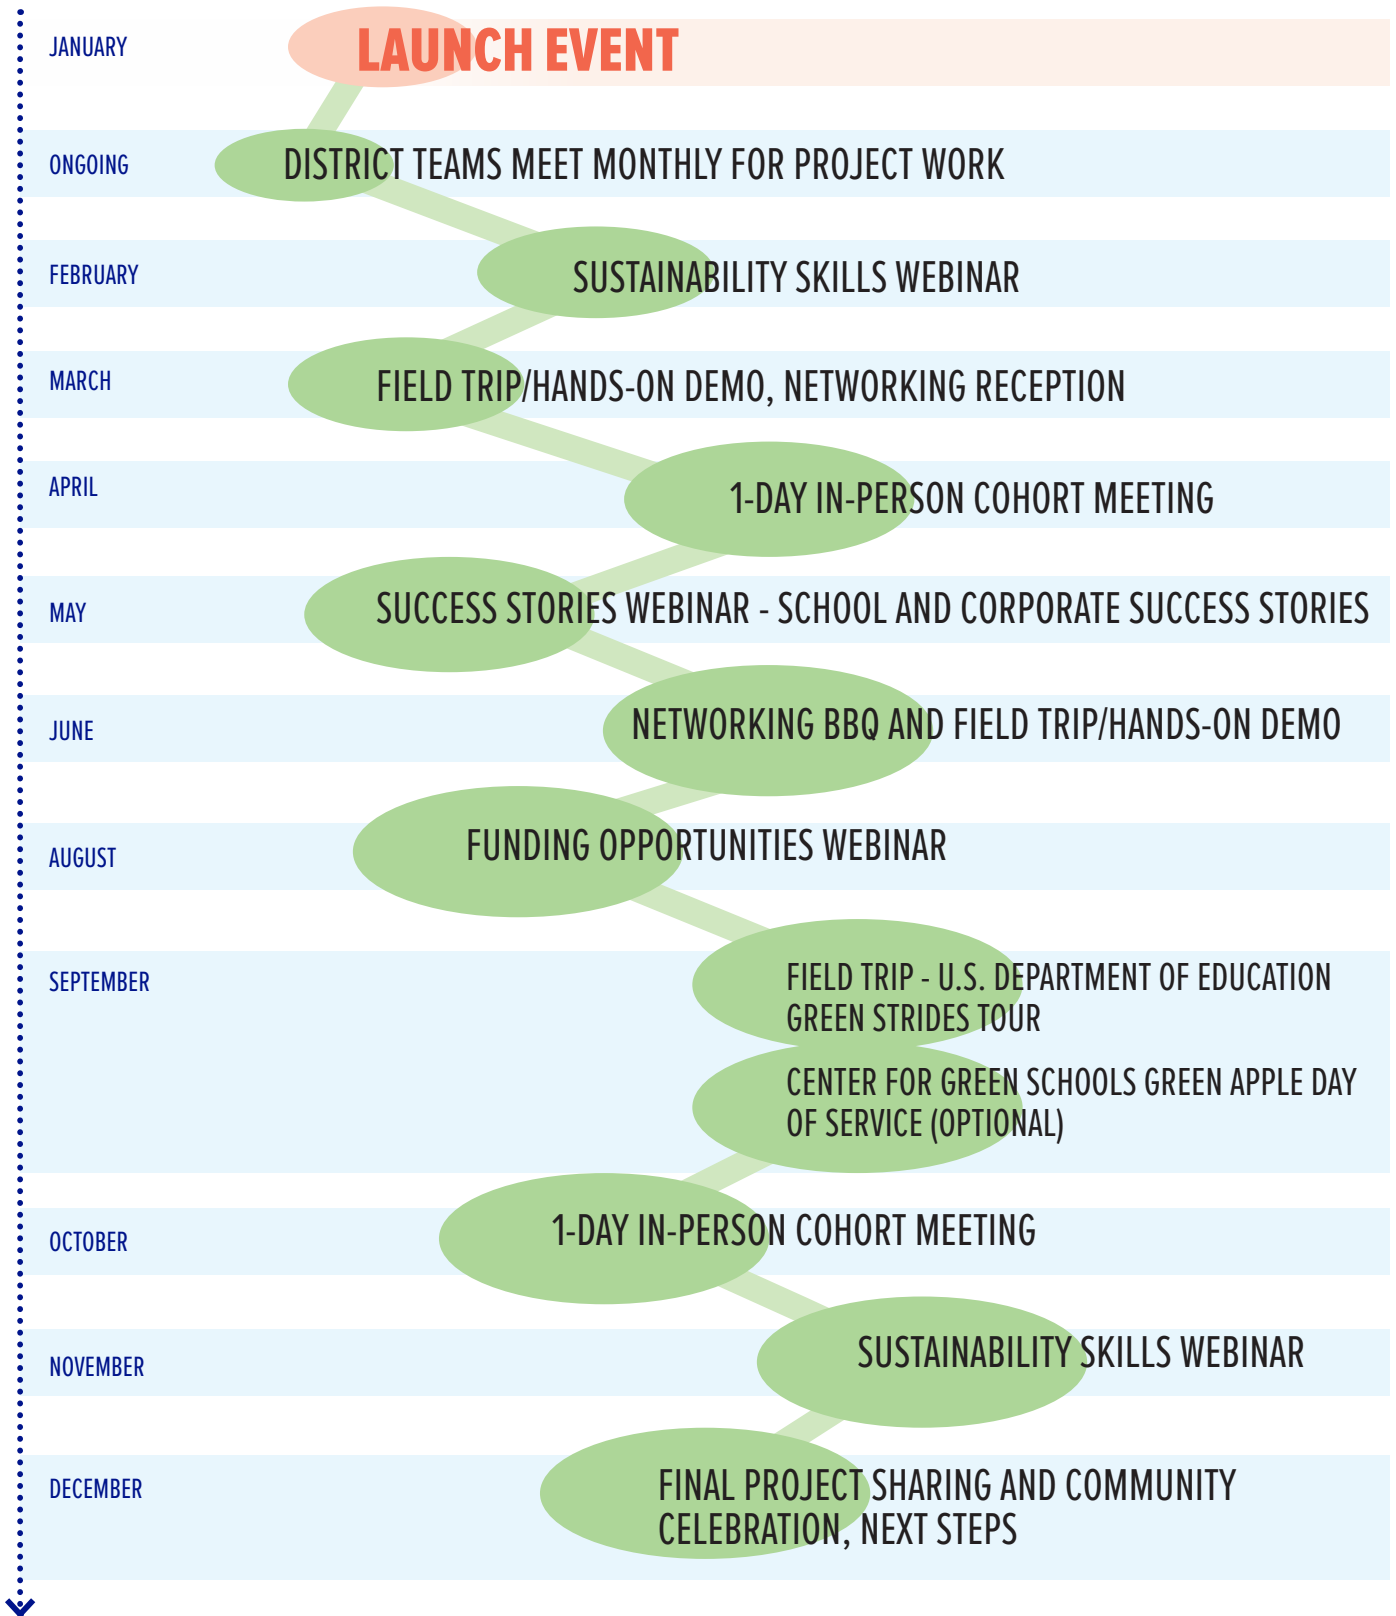 JANUARY
LAUNCH EVENT
ONGOING
DISTRICT TEAMS MEET MONTHLY FOR PROJECT WORK
FEBRUARY
SUSTAINABILITY SKILLS WEBINAR
MARCH
FIELD TRIP/HANDS-ON DEMO, NETWORKING RECEPTION
APRIL
1-DAY IN-PERSON COHORT MEETING
MAY
SUCCESS STORIES WEBINAR - SCHOOL AND CORPORATE SUCCESS STORIES
JUNE
NETWORKING BBQ AND FIELD TRIP/HANDS-ON DEMO
AUGUST
FUNDING OPPORTUNITIES WEBINAR
SEPTEMBER
FIELD TRIP - U.S. DEPARTMENT OF EDUCATION
GREEN STRIDES TOUR
CENTER FOR GREEN SCHOOLS GREEN APPLE DAY
OF SERVICE (OPTIONAL)
OCTOBER
1-DAY IN-PERSON COHORT MEETING
NOVEMBER
SUSTAINABILITY SKILLS WEBINAR
DECEMBER
FINAL PROJECT SHARING AND COMMUNITY
CELEBRATION, NEXT STEPS